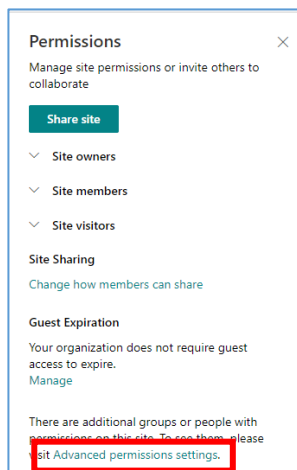 Permissions
Manage site permissions or invite others to
collaborate
Share site
Site owners
Site members
Site visitors
Site Sharing
Change how members can share
Guest Expiration
Your organization does not require guest
access to expire.
Manage
There are additional groups or people with
permissions on this site. To see them, please
visit Advanced permissions settings.